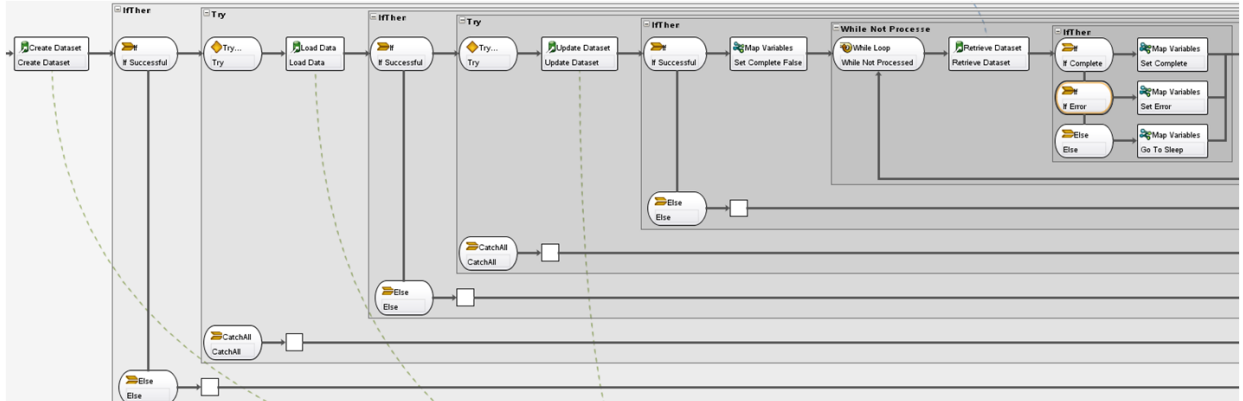 IfTher
Try
IfTher
Try
IfTher
While Not Processe
IfTher
Create Dataset
Create Dataset
If
If Successful
Try...
Try
Load Data
Load Data
If
If Successful
Try...
Try
Update Dataset
Update Dataset
If
If Successful
Map Variables
Set Complete False
While Loop
While Not Processed
Retrieve Dataset
Retrieve Dataset
If
If Complete
Map Variables
Set Complete
If
If Error
Map Variables
Set Error
Else
Else
Map Variables
Go To Sleep
Else
Else
CatchAll
CatchAll
Else
Else
CatchAll
CatchAll
Else
Else